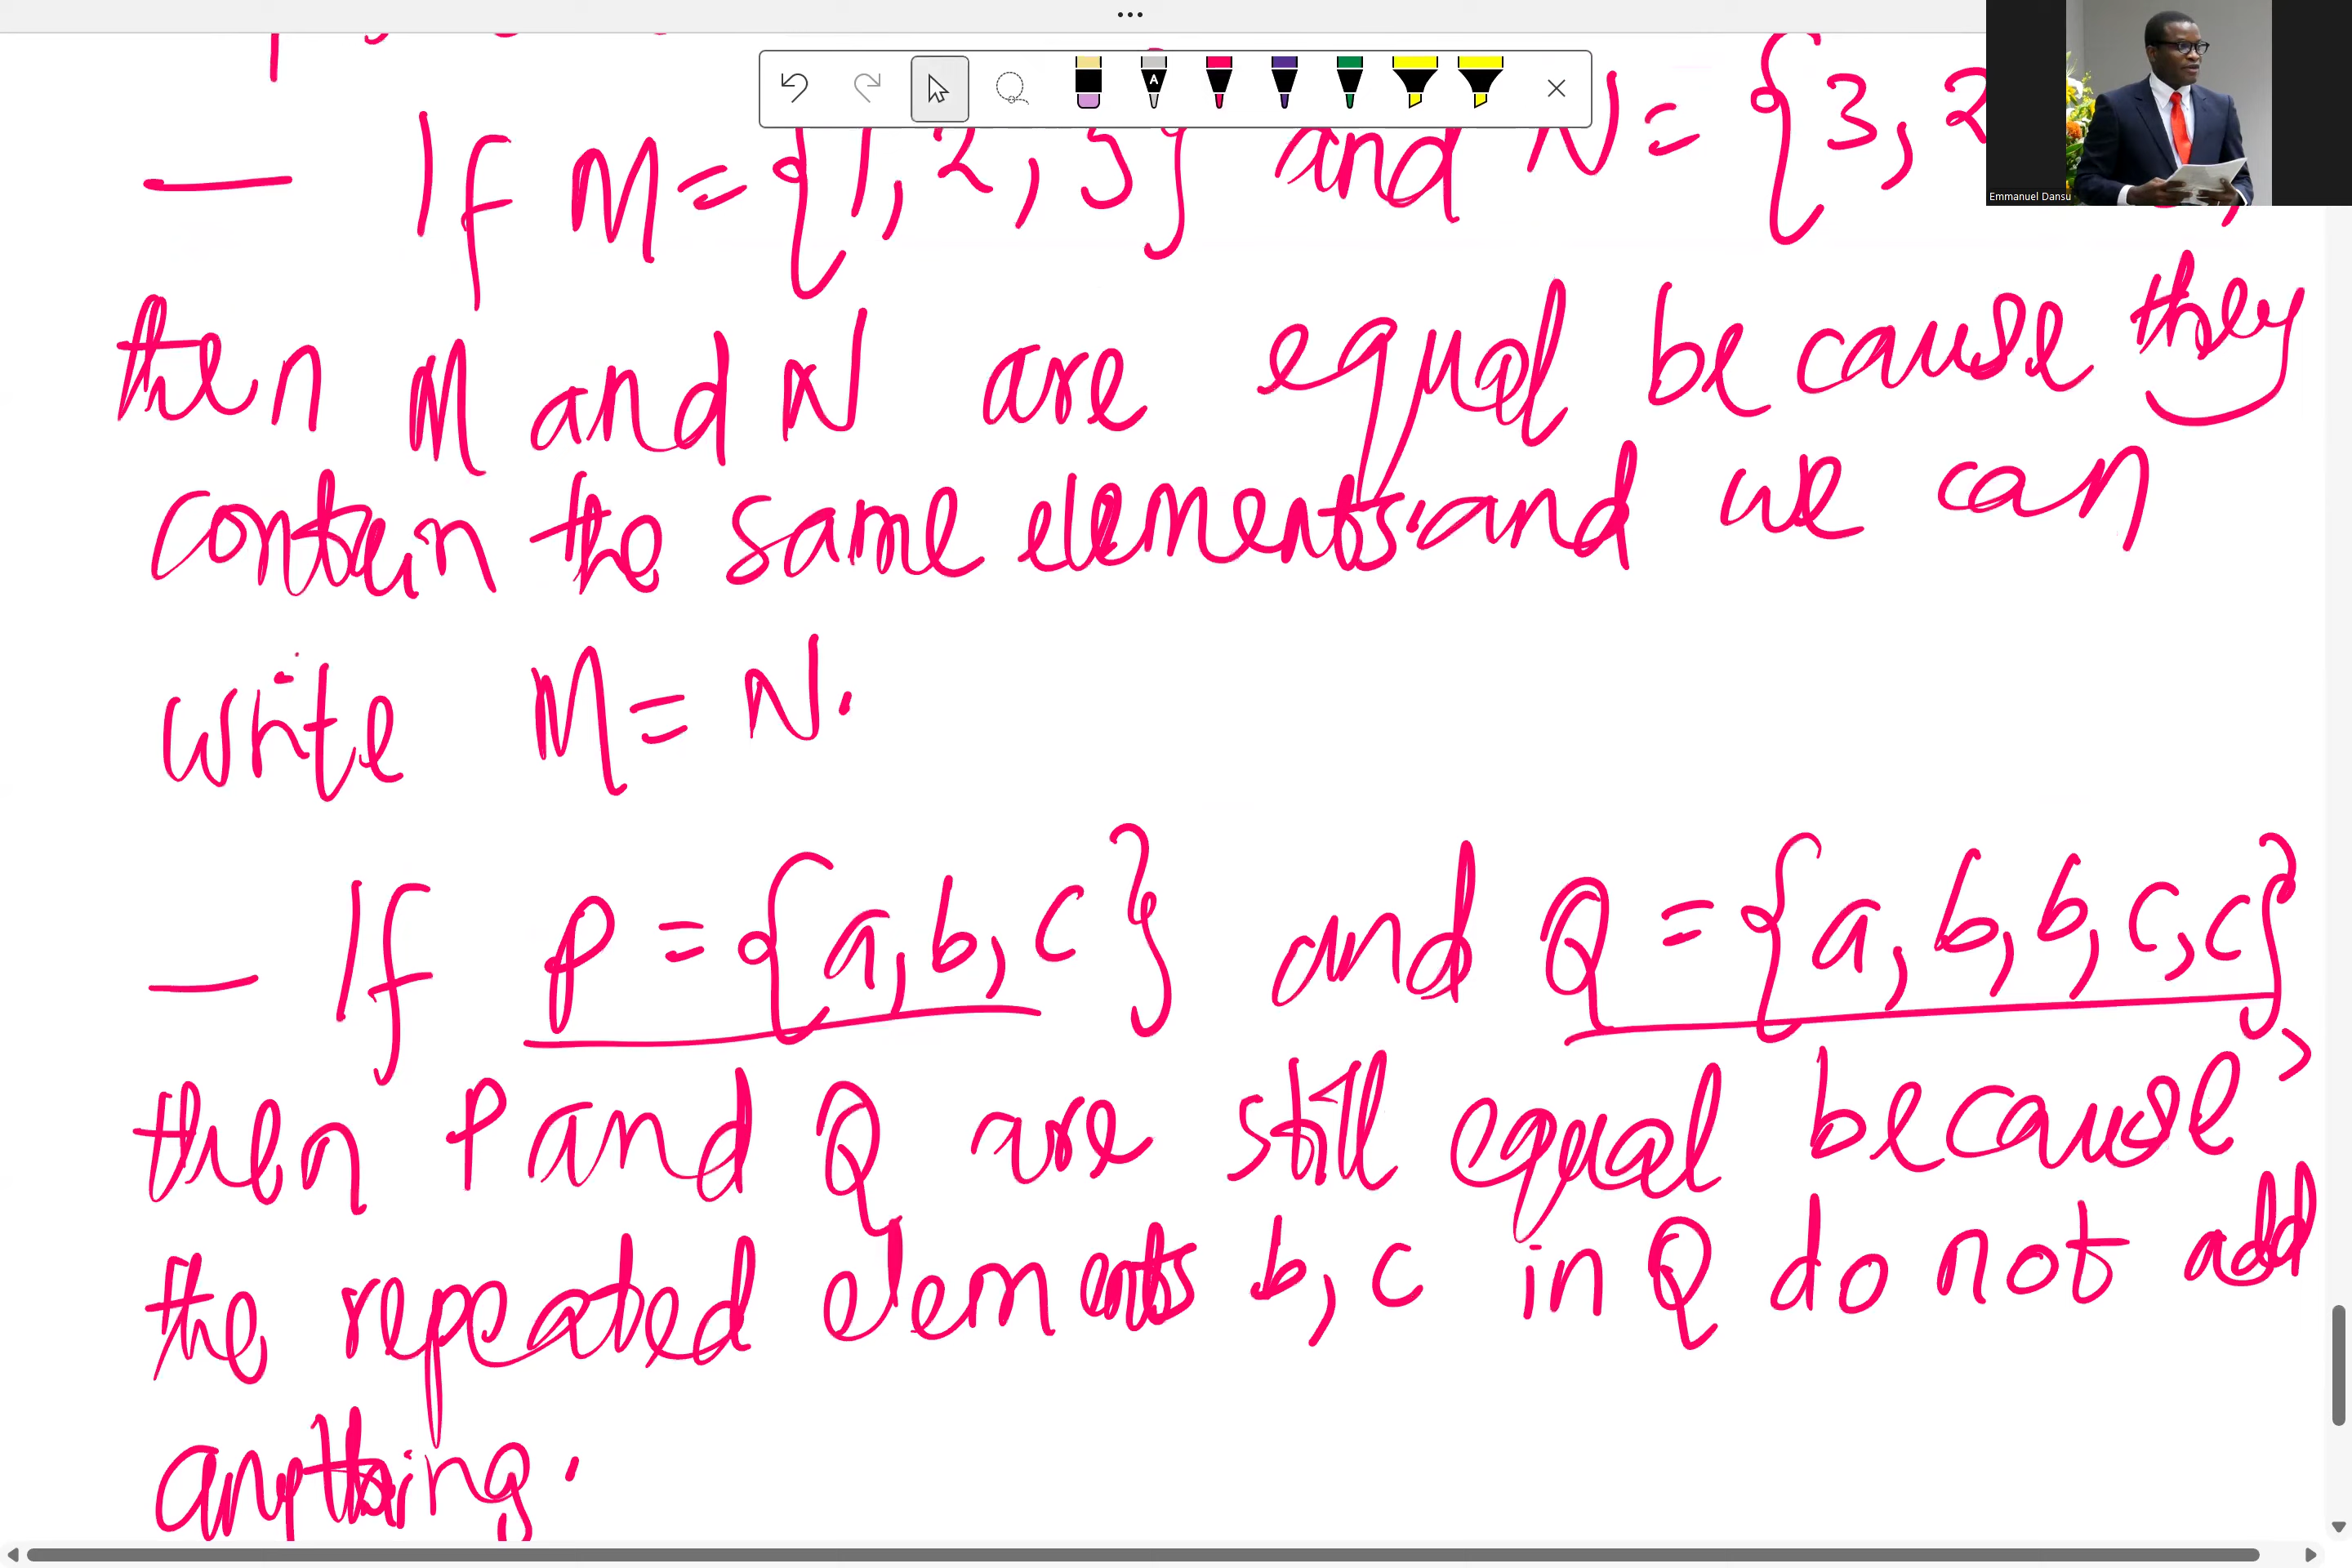 Emmanuel Dansu
— If M = {1, 2, 3} and N = {3, 2
then M and N are equal because they
contain the same elements and we can
write M = N.
— If P = {a, b, c} and Q = {a, b, b, c, c},
then P and Q are still equal because
the repeated elements b, c in Q do not add
anything.